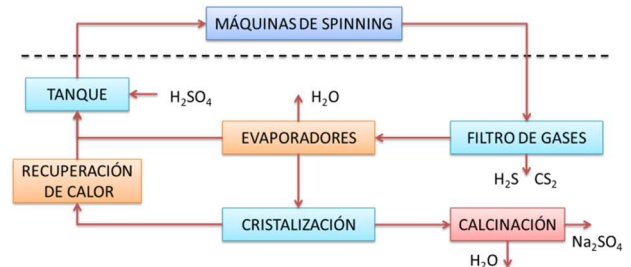 MÁQUINAS DE SPINNING
TANQUE
H₂SO₄
H₂O
EVAPORADORES
FILTRO DE GASES
RECUPERACIÓN
DE CALOR
H₂S CS₂
CRISTALIZACIÓN
CALCINACIÓN
Na₂SO₄
H₂O